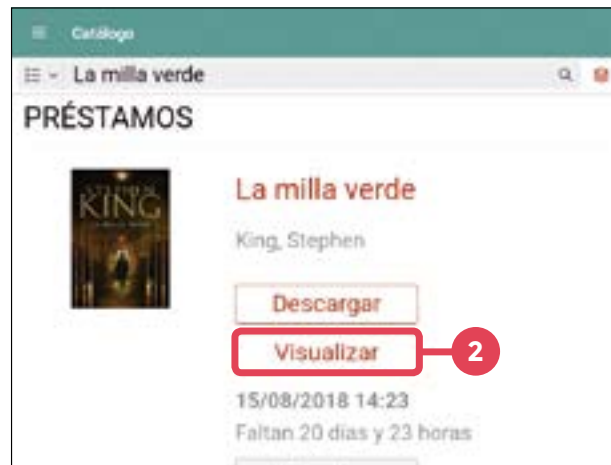 Catálogo
La milla verde
PRÉSTAMOS
STEPHEN
KING
La milla verde
King, Stephen
Descargar
Visualizar
2
15/08/2018 14:23
Faltan 20 días y 23 horas